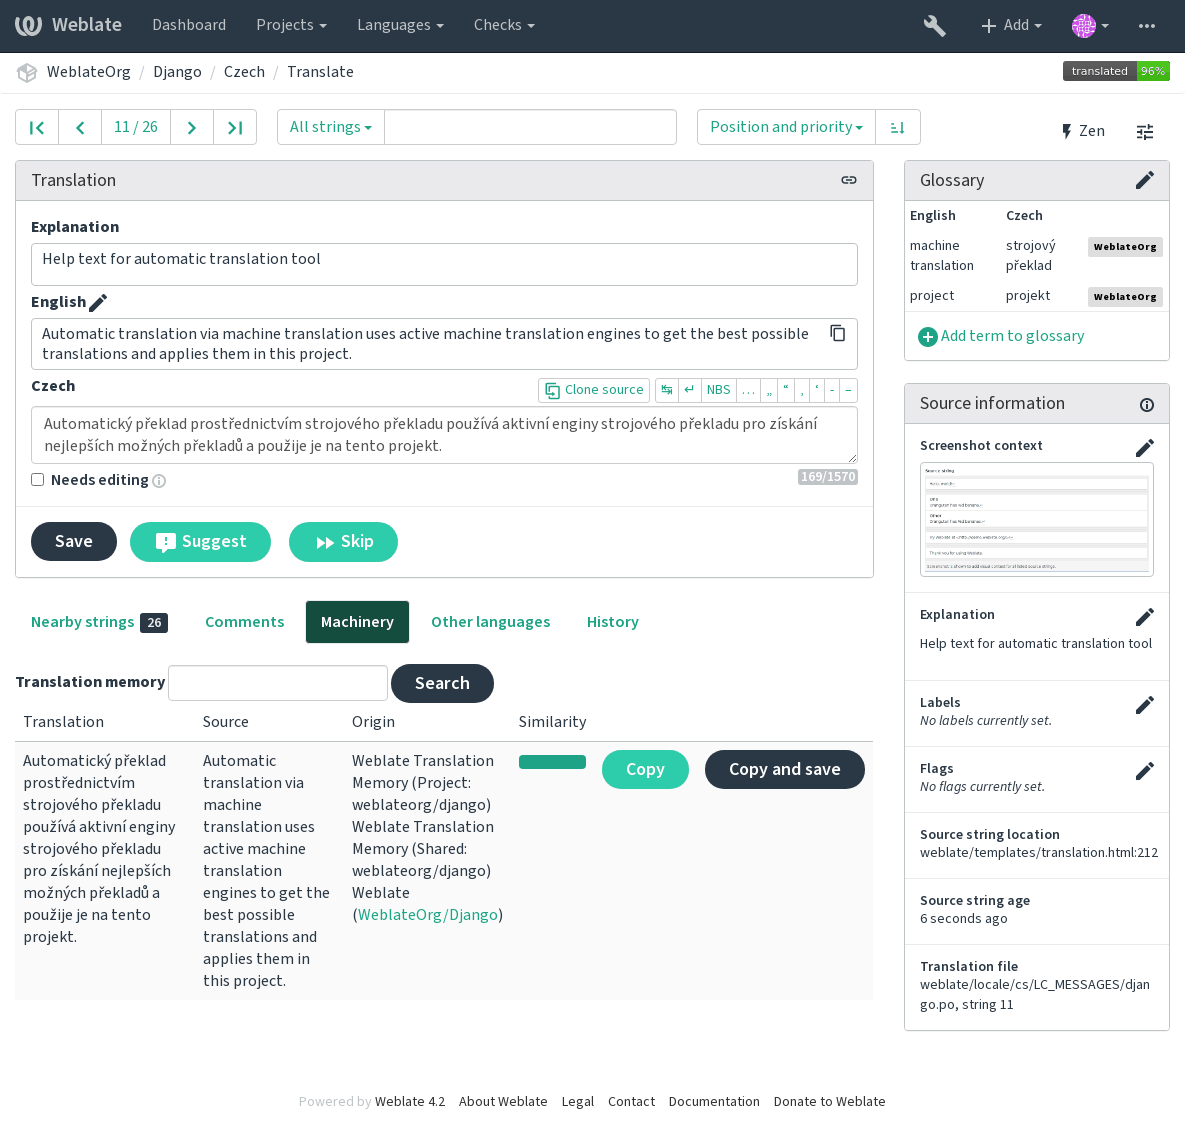 Weblate Dashboard Projects Languages Checks Add
WeblateOrg / Django / Czech / Translate translated 96%
11 / 26 All strings Position and priority Zen
Translation
Explanation
Help text for automatic translation tool
English
Automatic translation via machine translation uses active machine translation engines to get the best possible
translations and applies them in this project.
Czech Clone source ↹ ↵ NBS … „ “ ‚ ‘ - –
Automatický překlad prostřednictvím strojového překladu používá aktivní enginy strojového překladu pro získání
nejlepších možných překladů a použije je na tento projekt.
Needs editing 169/1570
Save Suggest Skip
Nearby strings 26 Comments Machinery Other languages History
Translation memory Search
Translation Source Origin Similarity
Automatický překlad
prostřednictvím
strojového překladu
používá aktivní enginy
strojového překladu
pro získání nejlepších
možných překladů a
použije je na tento
projekt.
Automatic
translation via
machine
translation uses
active machine
translation
engines to get the
best possible
translations and
applies them in
this project.
Weblate Translation
Memory (Project:
weblateorg/django)
Weblate Translation
Memory (Shared:
weblateorg/django)
Weblate
(WeblateOrg/Django)
Copy Copy and save
Glossary
English Czech
machine translation strojový překlad WeblateOrg
project projekt WeblateOrg
Add term to glossary
Source information
Screenshot context
Source string
Explanation
Help text for automatic translation tool
Labels
No labels currently set.
Flags
No flags currently set.
Source string location
weblate/templates/translation.html:212
Source string age
6 seconds ago
Translation file
weblate/locale/cs/LC_MESSAGES/djan
go.po, string 11
Powered by Weblate 4.2 About Weblate Legal Contact Documentation Donate to Weblate